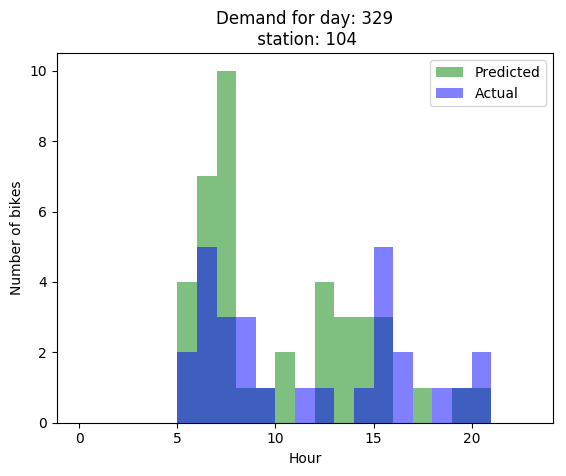 Demand for day: 329
station: 104
Predicted
Actual
Number of bikes
10
8
6
4
2
0
0
5
10
15
20
Hour